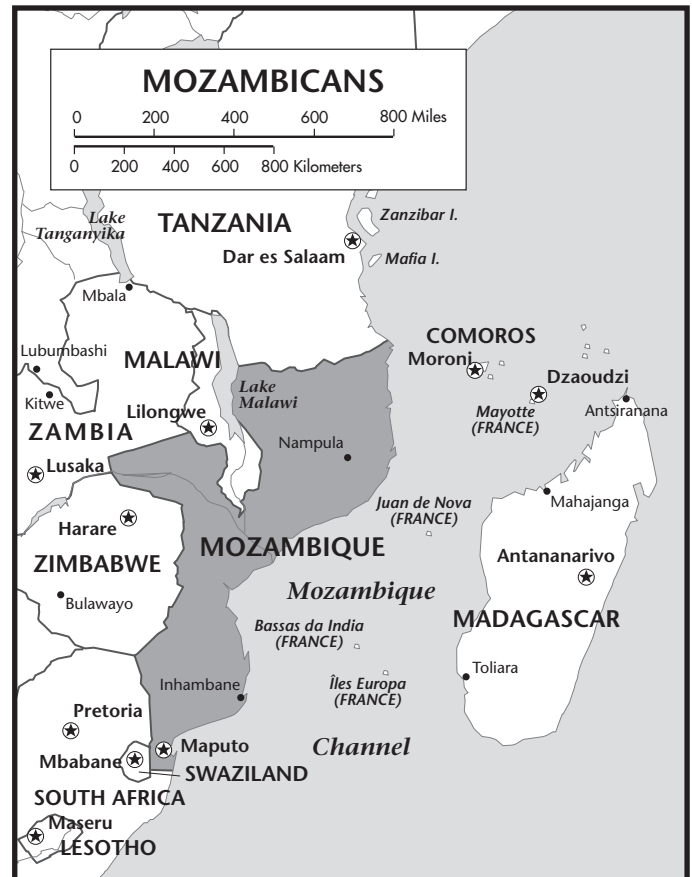 MOZAMBICANS
0 200 400 600 800 Miles
0 200 400 600 800 Kilometers
Lake
Tanganyika
TANZANIA
Zanzibar I.
Dar es Salaam
Mafia I.
Mbala
COMOROS
Lubumbashi
MALAWI
Moroni
Dzaoudzi
Lake
Malawi
Kitwe
Lilongwe
Mayotte
(FRANCE)
Antsiranana
ZAMBIA
Nampula
Lusaka
Juan de Nova
(FRANCE)
Mahajanga
Harare
MOZAMBIQUE
Antananarivo
ZIMBABWE
Mozambique
Bulawayo
MADAGASCAR
Bassas da India
(FRANCE)
Toliara
Inhambane
Îles Europa
(FRANCE)
Pretoria
Maputo
Channel
Mbabane
SWAZILAND
SOUTH AFRICA
Maseru
LESOTHO